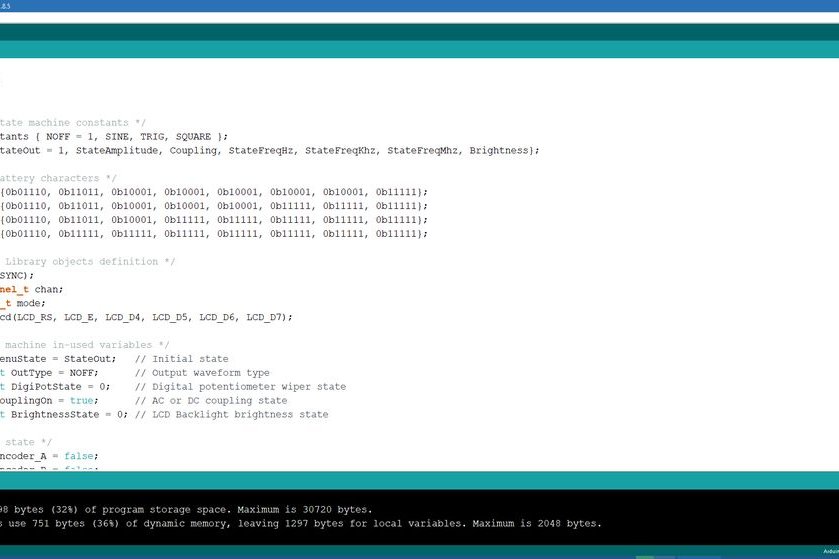 .8.5
tate machine constants */
tants { NOFF = 1, SINE, TRIG, SQUARE };
tateOut = 1, StateAmplitude, Coupling, StateFreqHz, StateFreqKhz, StateFreqMhz, Brightness};
attery characters */
{0b01110, 0b11011, 0b10001, 0b10001, 0b10001, 0b10001, 0b10001, 0b11111};
{0b01110, 0b11011, 0b10001, 0b10001, 0b10001, 0b11111, 0b11111, 0b11111};
{0b01110, 0b11011, 0b10001, 0b11111, 0b11111, 0b11111, 0b11111, 0b11111};
{0b01110, 0b11111, 0b11111, 0b11111, 0b11111, 0b11111, 0b11111, 0b11111};
Library objects definition */
SYNC);
nel_t chan;
_t mode;
cd(LCD_RS, LCD_E, LCD_D4, LCD_D5, LCD_D6, LCD_D7);
machine in-used variables */
enuState = StateOut; // Initial state
t OutType = NOFF; // Output waveform type
t DigiPotState = 0; // Digital potentiometer wiper state
ouplingOn = true; // AC or DC coupling state
t BrightnessState = 0; // LCD Backlight brightness state
state */
ncoder_A = false;
98 bytes (32%) of program storage space. Maximum is 30720 bytes.
s use 751 bytes (36%) of dynamic memory, leaving 1297 bytes for local variables. Maximum is 2048 bytes.